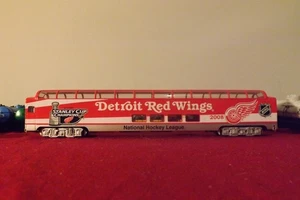 STANLEY CUP
Detroit Red Wings
2008
National Hockey League